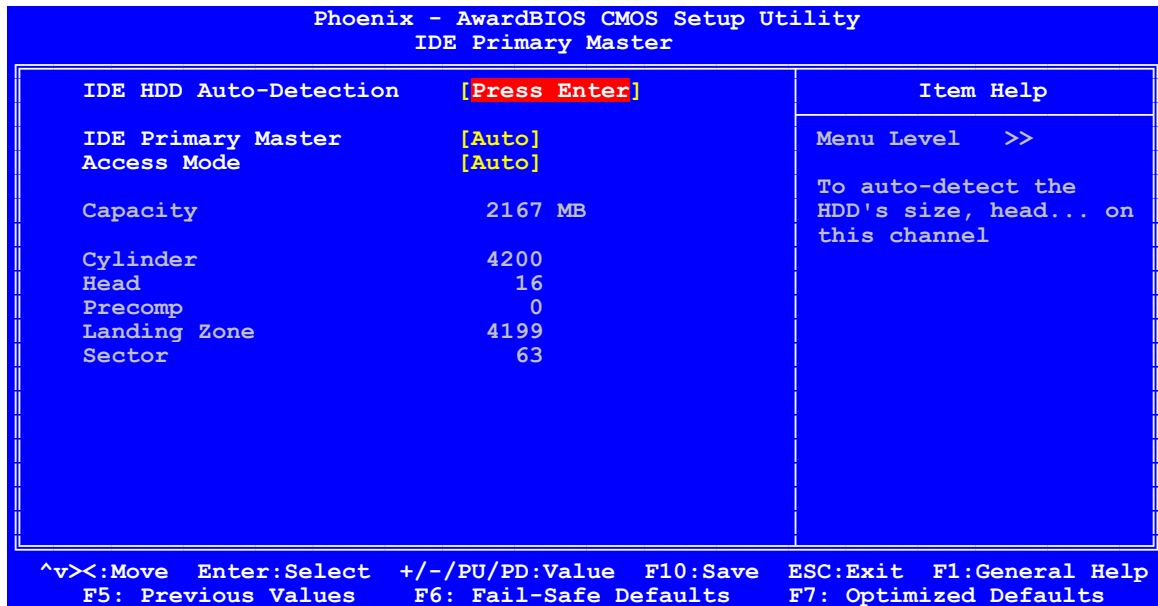 Phoenix - AwardBIOS CMOS Setup Utility
IDE Primary Master
IDE HDD Auto-Detection [Press Enter]
IDE Primary Master [Auto]
Access Mode [Auto]
Capacity 2167 MB
Cylinder 4200
Head 16
Precomp 0
Landing Zone 4199
Sector 63
Item Help
Menu Level >>
To auto-detect the
HDD's size, head... on
this channel
^v><:Move Enter:Select +/-/PU/PD:Value F10:Save ESC:Exit F1:General Help
F5: Previous Values F6: Fail-Safe Defaults F7: Optimized Defaults